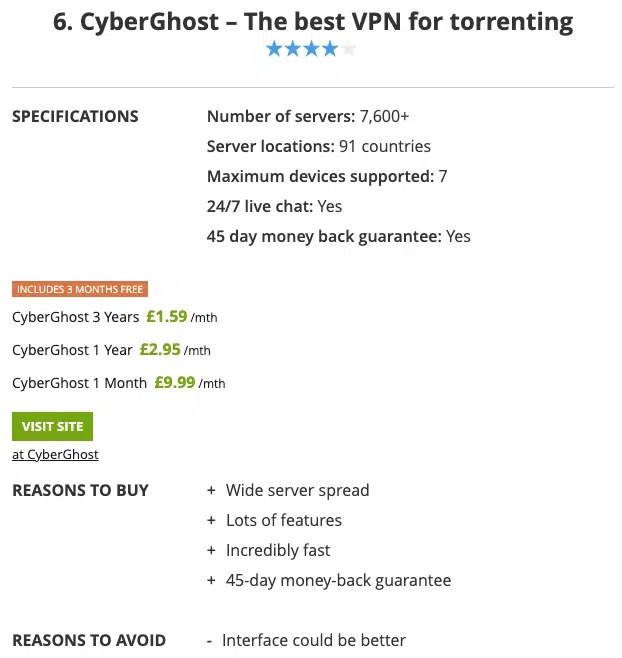 6. CyberGhost – The best VPN for torrenting
SPECIFICATIONS
Number of servers: 7,600+
Server locations: 91 countries
Maximum devices supported: 7
24/7 live chat: Yes
45 day money back guarantee: Yes
INCLUDES 3 MONTHS FREE
CyberGhost 3 Years £1.59 /mth
CyberGhost 1 Year £2.95 /mth
CyberGhost 1 Month £9.99 /mth
VISIT SITE
at CyberGhost
REASONS TO BUY
+ Wide server spread
+ Lots of features
+ Incredibly fast
+ 45-day money-back guarantee
REASONS TO AVOID
- Interface could be better